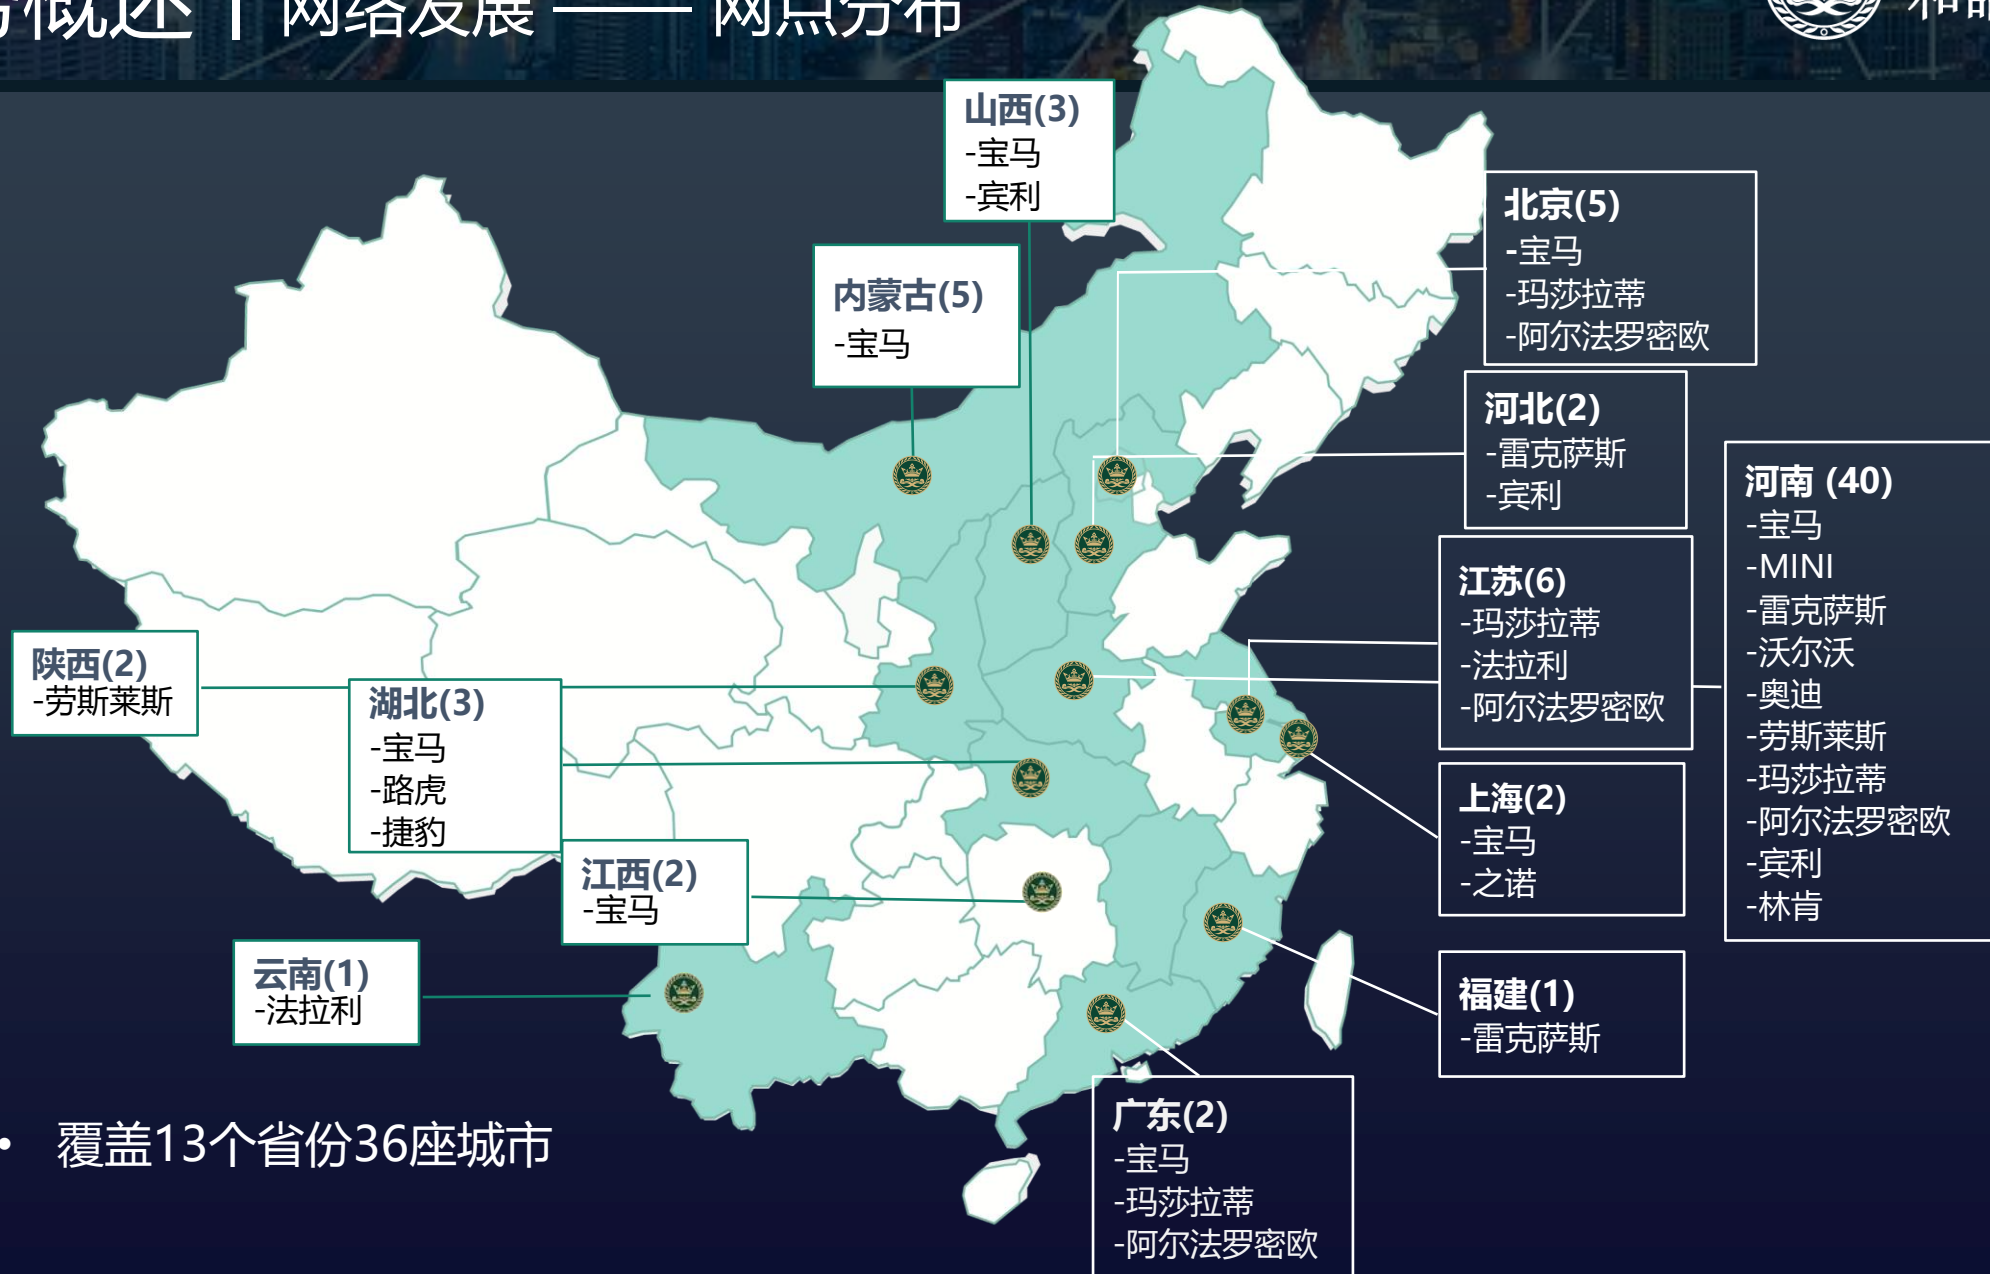 概述 | 网络发展 —— 网点分布
山西(3)
-宝马
-宾利
内蒙古(5)
-宝马
北京(5)
-宝马
-玛莎拉蒂
-阿尔法罗密欧
河北(2)
-雷克萨斯
-宾利
河南 (40)
-宝马
-MINI
-雷克萨斯
-沃尔沃
-奥迪
-劳斯莱斯
-玛莎拉蒂
-阿尔法罗密欧
-宾利
-林肯
江苏(6)
-玛莎拉蒂
-法拉利
-阿尔法罗密欧
陕西(2)
-劳斯莱斯
湖北(3)
-宝马
-路虎
-捷豹
上海(2)
-宝马
-之诺
江西(2)
-宝马
云南(1)
-法拉利
福建(1)
-雷克萨斯
广东(2)
-宝马
-玛莎拉蒂
-阿尔法罗密欧
• 覆盖13个省份36座城市